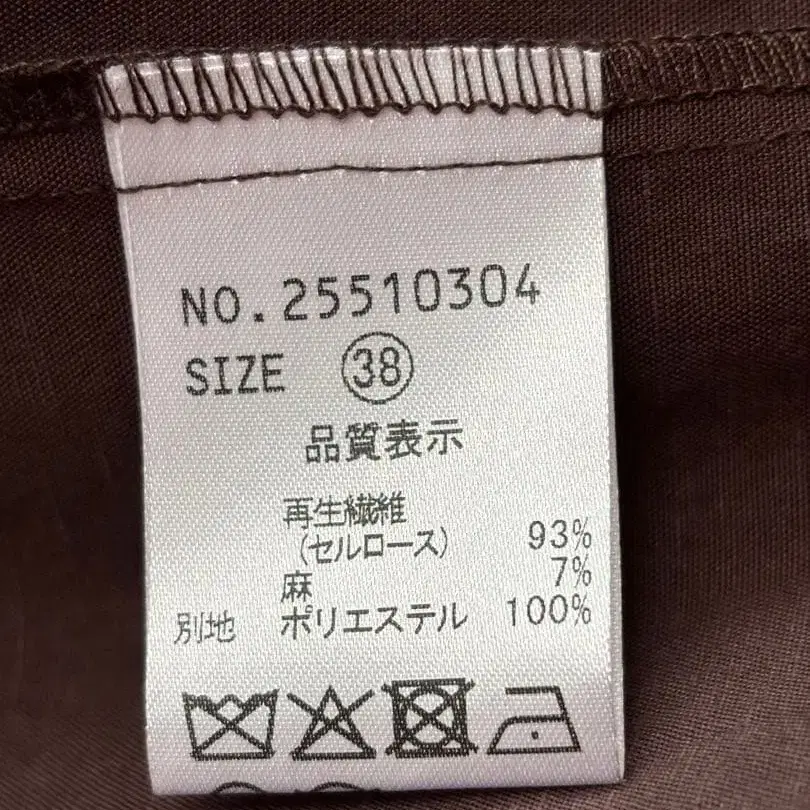 NO.25510304
SIZE 38
品質表示
再生繊維
(セルロース) 93%
麻 7%
別地 ポリエステル 100%